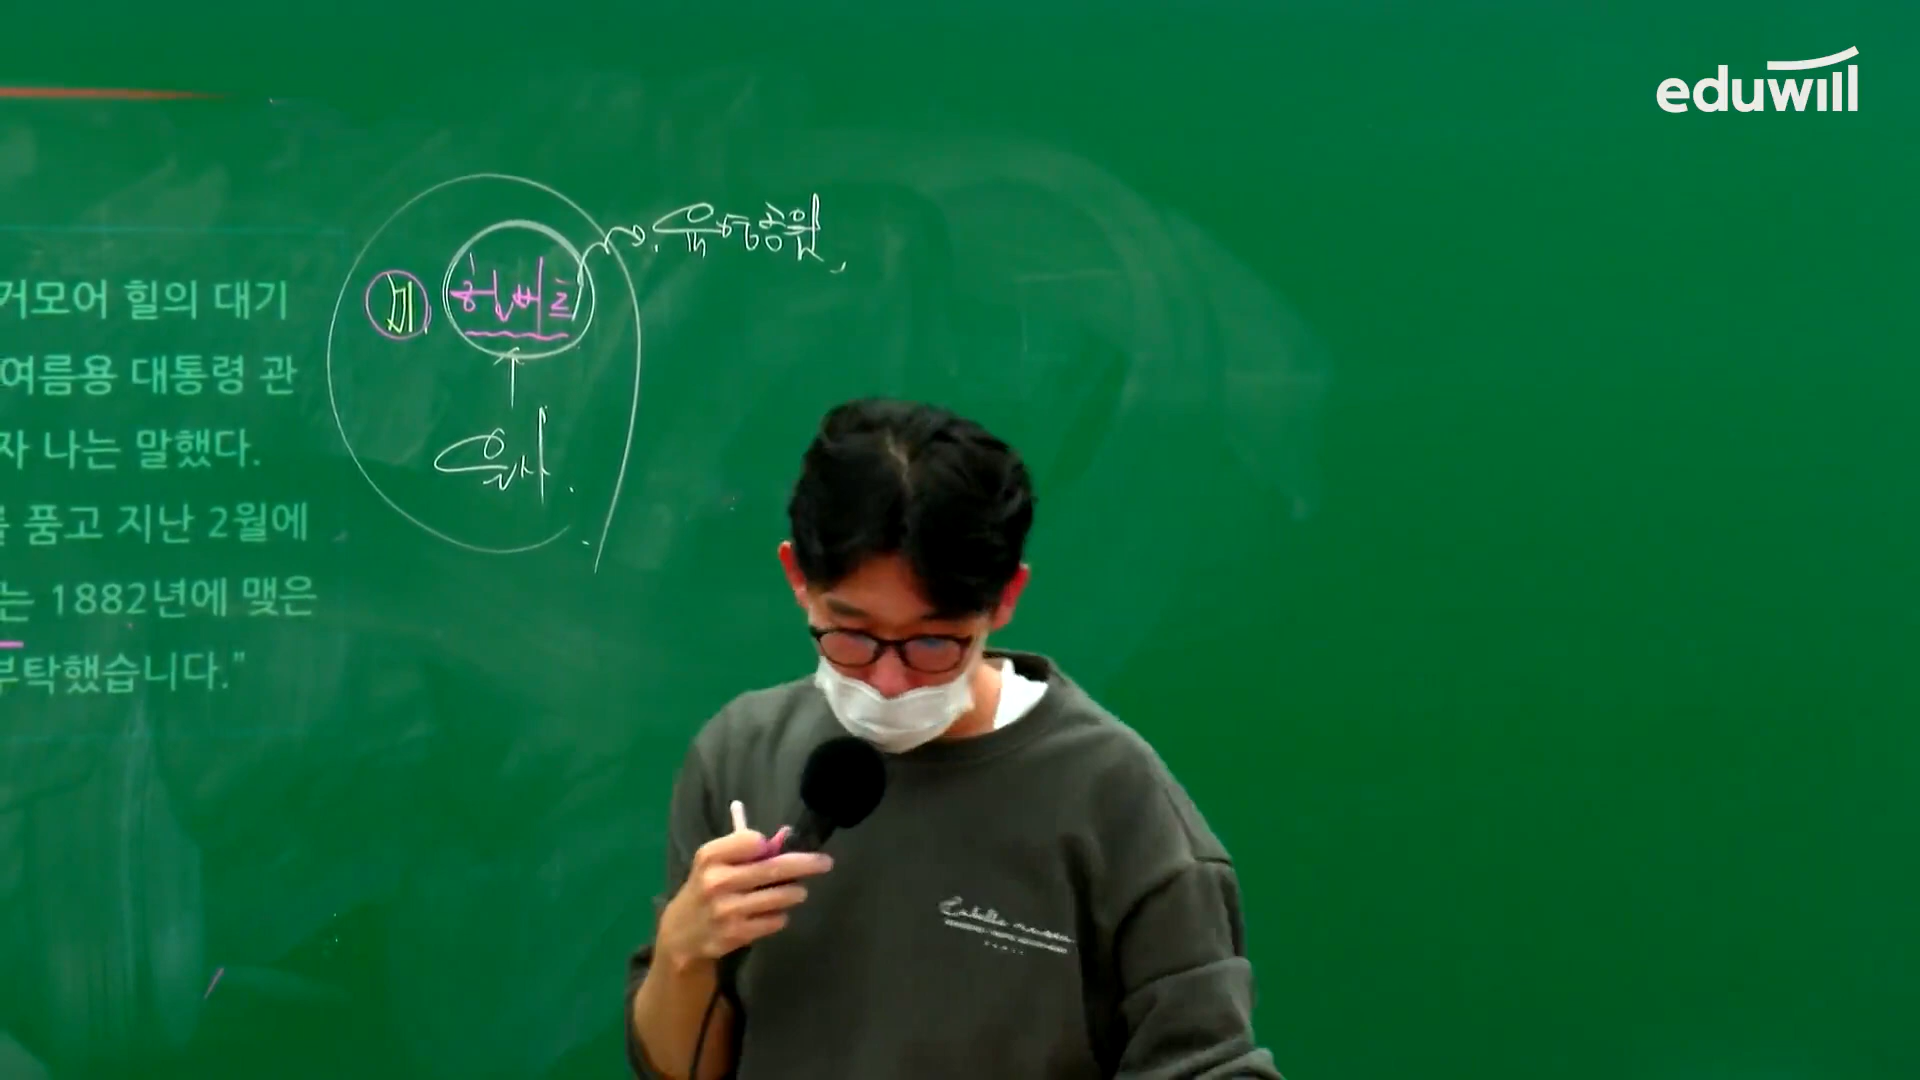 eduwill
육영공원
거모어 힐의 대기
미 헐버트
여름용 대통령 관
자 나는 말했다.
육사
를 품고 지난 2월에
는 1882년에 맺은
부탁했습니다.”